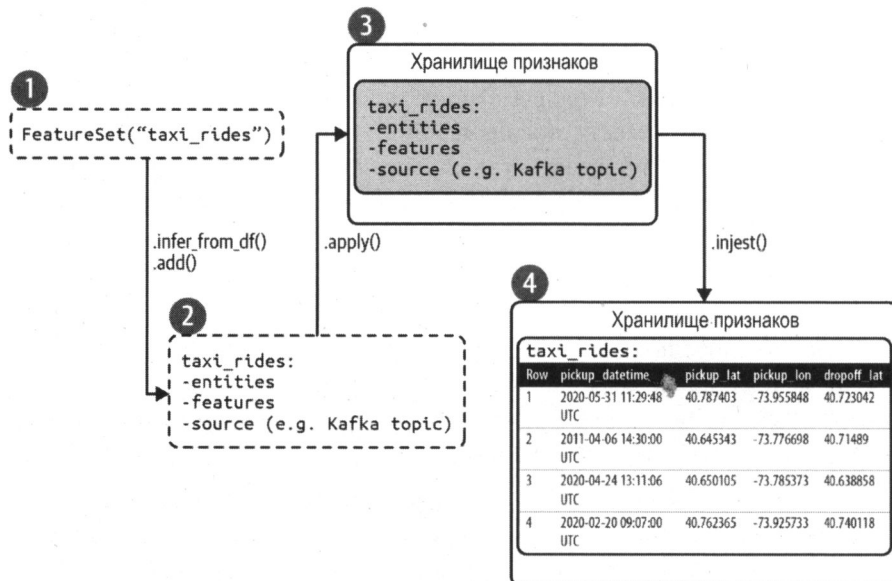 1
FeatureSet(“taxi_rides”)
.infer_from_df()
.add()
2
taxi_rides:
-entities
-features
-source (e.g. Kafka topic)
.apply()
3
Хранилище признаков
taxi_rides:
-entities
-features
-source (e.g. Kafka topic)
.injest()
4
Хранилище признаков
taxi_rides:
Row pickup_datetime pickup_lat pickup_lon dropoff_lat
1 2020-05-31 11:29:48 40.787403 -73.955848 40.723042
UTC
2 2011-04-06 14:30:00 40.645343 -73.776698 40.71489
UTC
3 2020-04-24 13:11:06 40.650105 -73.785373 40.638858
UTC
4 2020-02-20 09:07:00 40.762365 -73.925733 40.740118
UTC